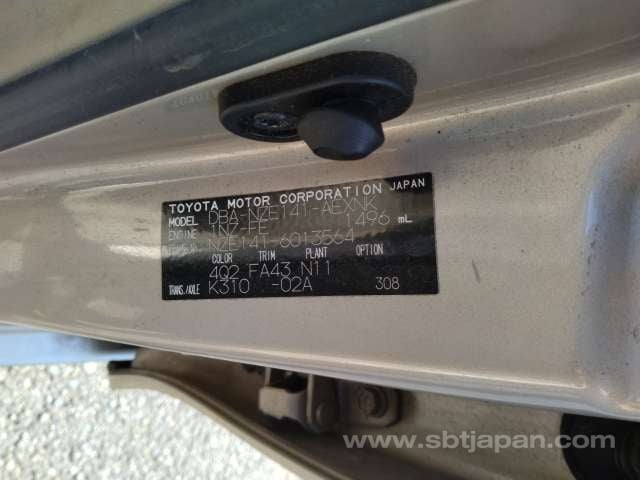 TOYOTA MOTOR CORPORATION JAPAN
MODEL DBA-NZE141-AEXNK
ENGINE 1NZ-FE 1496 mL
NZE141-6013564
COLOR TRIM PLANT OPTION
4Q2 FA43 N11
TRANS./AXLE K310 -02A 308
www.sbtjapan.com